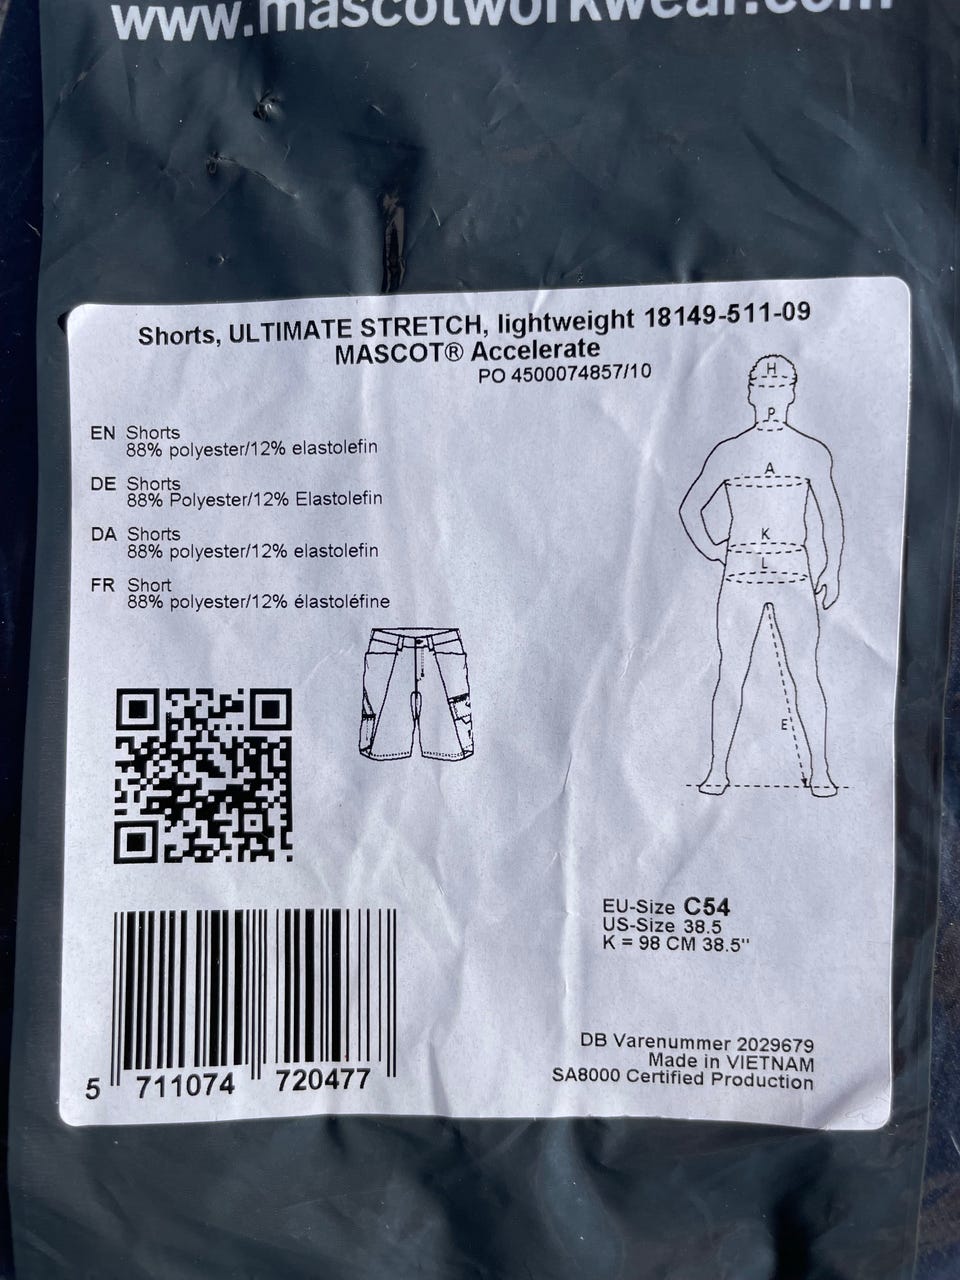 www.mascotworkwear.com
Shorts, ULTIMATE STRETCH, lightweight 18149-511-09
MASCOT® Accelerate
PO 4500074857/10
EN Shorts
88% polyester/12% elastolefin
DE Shorts
88% Polyester/12% Elastolefin
DA Shorts
88% polyester/12% elastolefin
FR Short
88% polyester/12% élastoléfine
H
P
A
K
L
E
EU-Size C54
US-Size 38.5
K = 98 CM 38.5"
5 711074 720477
DB Varenummer 2029679
Made in VIETNAM
SA8000 Certified Production